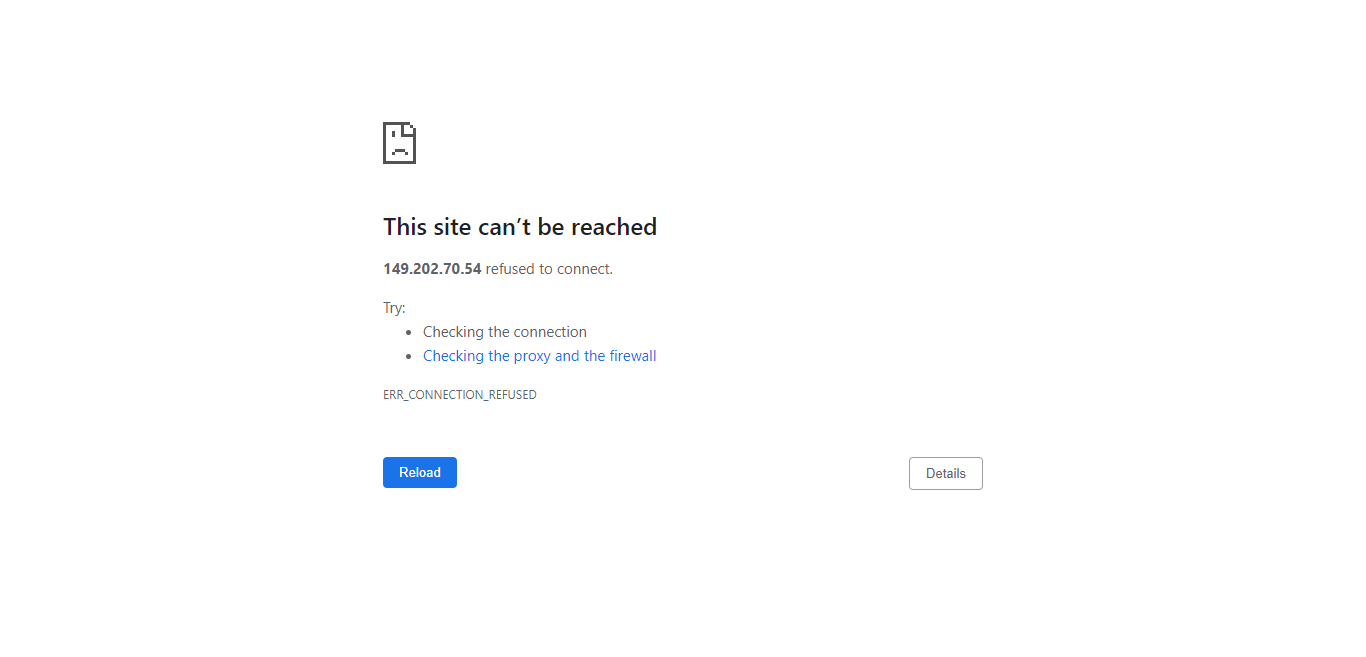 This site can’t be reached
149.202.70.54 refused to connect.
Try:
Checking the connection
Checking the proxy and the firewall
ERR_CONNECTION_REFUSED
Reload
Details